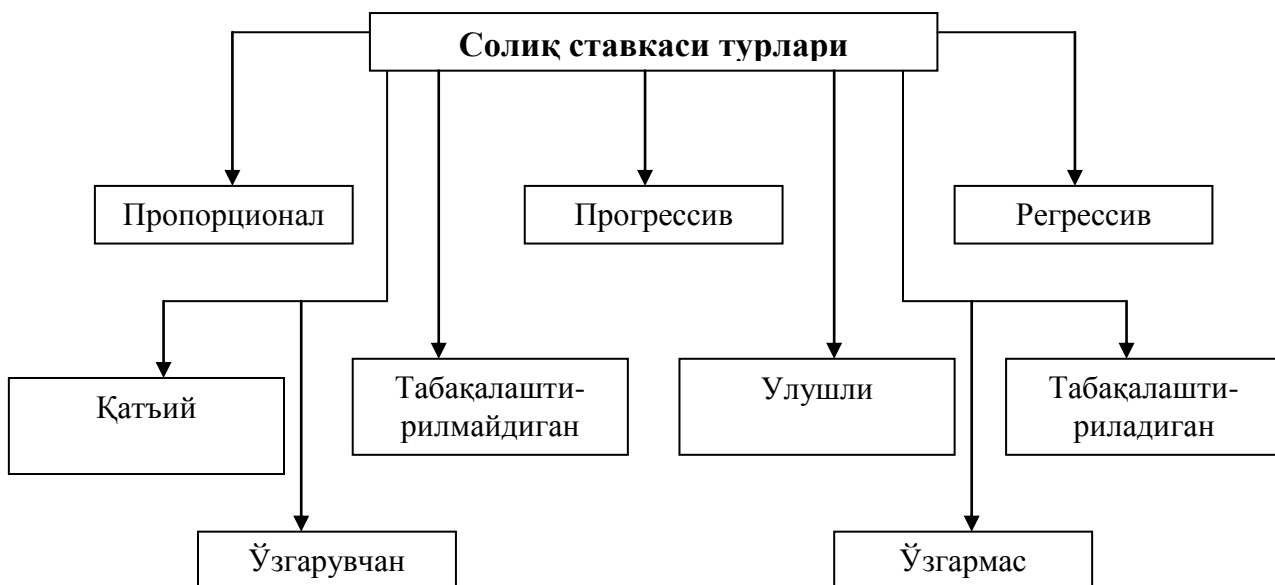 Солиқ ставкаси турлари
Пропорционал
Прогрессив
Регрессив
Қатъий
Табақалашти-
рилмайдиган
Улушли
Табақалашти-
риладиган
Ўзгарувчан
Ўзгармас